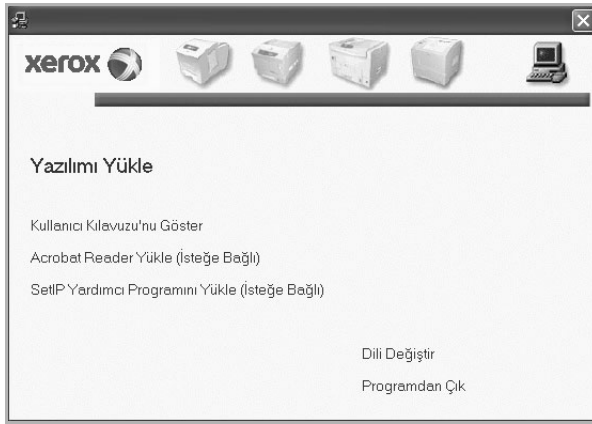 xerox
Yazılımı Yükle
Kullanıcı Kılavuzu'nu Göster
Acrobat Reader Yükle (İsteğe Bağlı)
SetIP Yardımcı Programını Yükle (İsteğe Bağlı)
Dili Değiştir
Programdan Çık